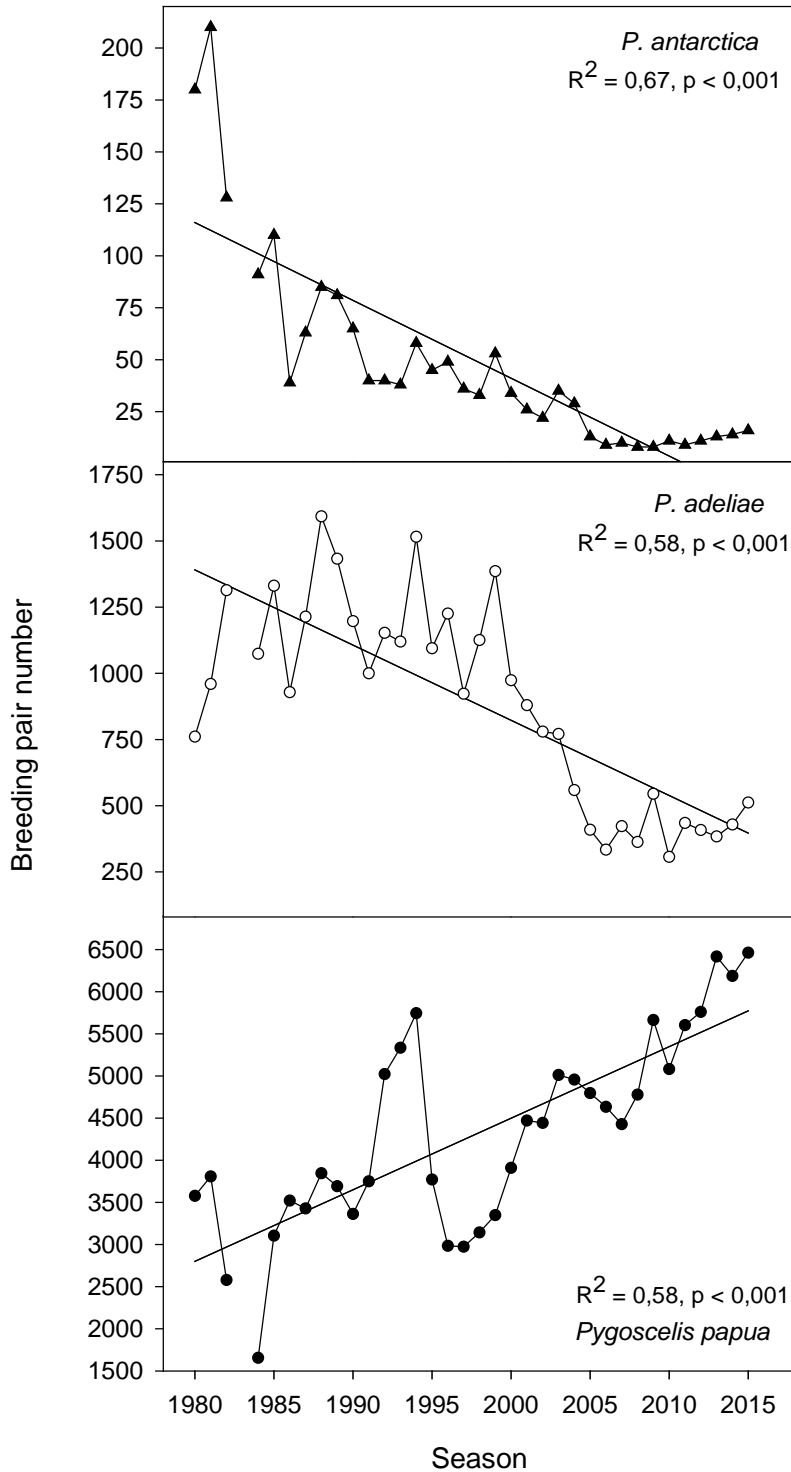 P. antarctica
R² = 0,67, p < 0,001
200
175
150
125
100
75
50
25
P. adeliae
R² = 0,58, p < 0,001
1750
1500
1250
1000
750
500
250
Breeding pair number
6500
6000
5500
5000
4500
4000
3500
3000
2500
2000
1500
R² = 0,58, p < 0,001
Pygoscelis papua
1980 1985 1990 1995 2000 2005 2010 2015
Season